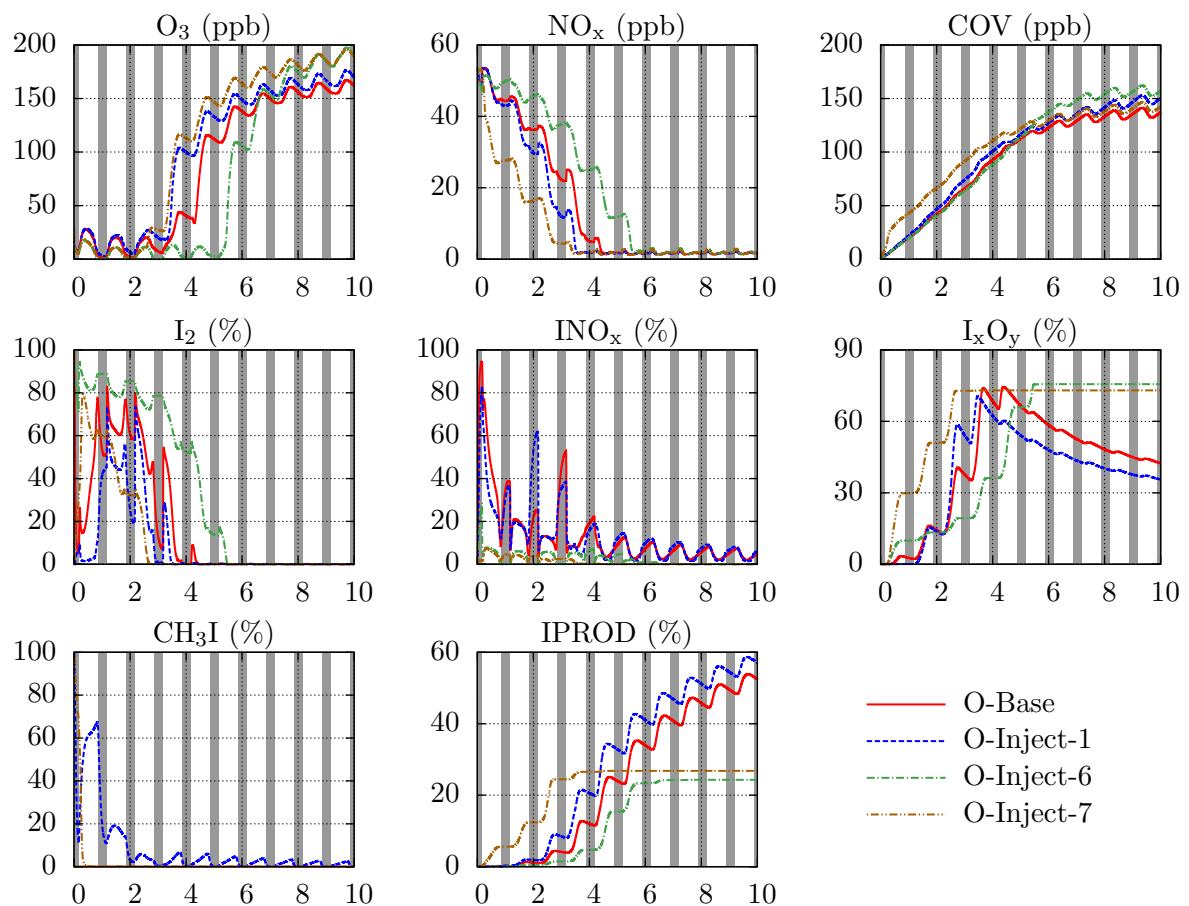 O₃ (ppb)
NOₓ (ppb)
COV (ppb)
200
150
100
50
0
0 2 4 6 8 10
60
40
20
0
0 2 4 6 8 10
200
150
100
50
0
0 2 4 6 8 10
I₂ (%)
INOₓ (%)
IₓOᵧ (%)
100
80
60
40
20
0
0 2 4 6 8 10
100
80
60
40
20
0
0 2 4 6 8 10
90
60
30
0
0 2 4 6 8 10
CH₃I (%)
IPROD (%)
100
80
60
40
20
0
0 2 4 6 8 10
60
40
20
0
0 2 4 6 8 10
O-Base
O-Inject-1
O-Inject-6
O-Inject-7